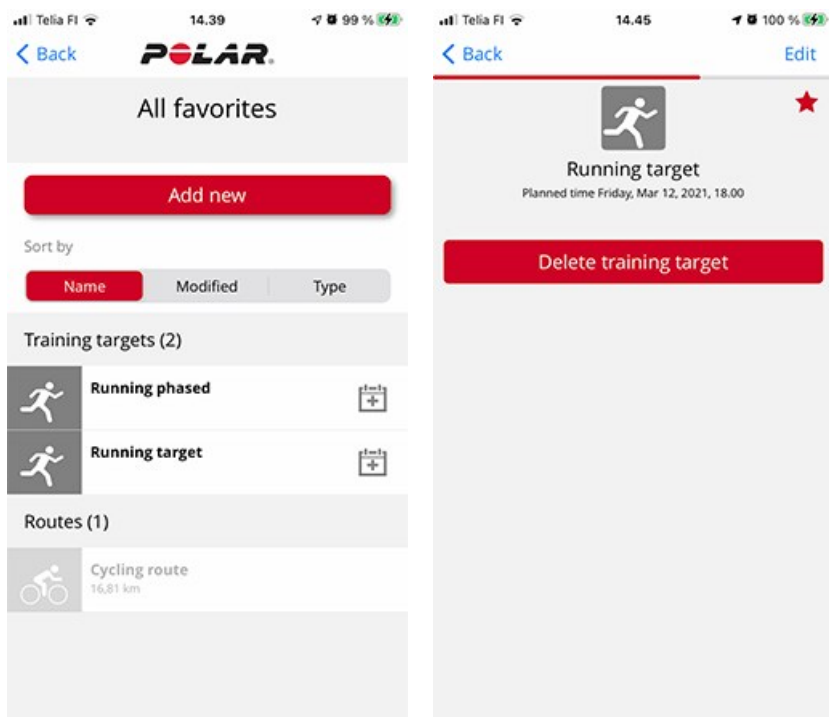 Telia FI 14.39 99 %
Back POLAR.
All favorites
Add new
Sort by
Name Modified Type
Training targets (2)
Running phased
Running target
Routes (1)
Cycling route
16,81 km
Telia FI 14.45 100 %
Back Edit
Running target
Planned time Friday, Mar 12, 2021, 18.00
Delete training target